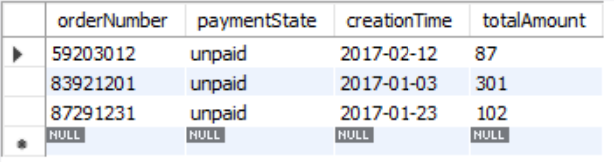 orderNumber paymentState creationTime totalAmount
59203012 unpaid 2017-02-12 87
83921201 unpaid 2017-01-03 301
87291231 unpaid 2017-01-23 102
NULL NULL NULL NULL